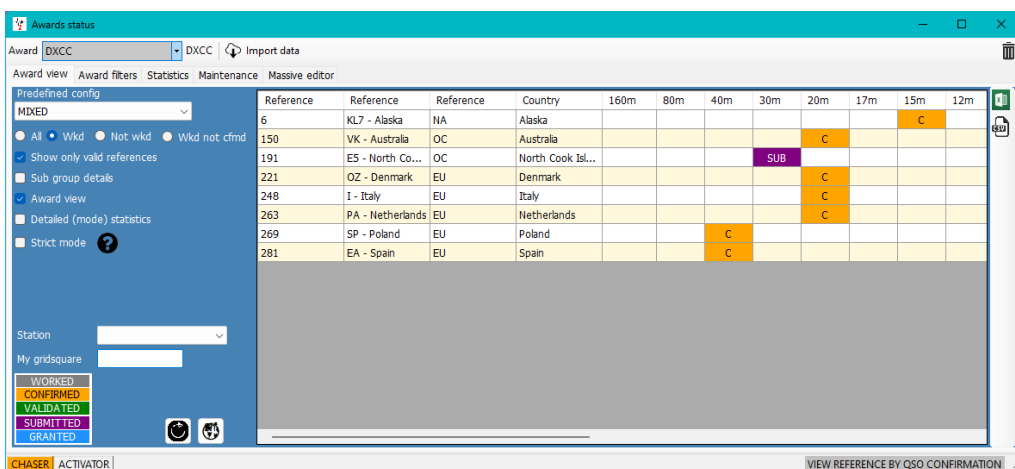 Awards status
Award DXCC DXCC Import data
Award view Award filters Statistics Maintenance Massive editor
Predefined config
MIXED
All Wkd Not wkd Wkd not cfmd
Show only valid references
Sub group details
Award view
Detailed (mode) statistics
Strict mode ?
Station
My gridsquare
WORKED
CONFIRMED
VALIDATED
SUBMITTED
GRANTED
Reference Reference Reference Country 160m 80m 40m 30m 20m 17m 15m 12m
6 KL7 - Alaska NA Alaska C
150 VK - Australia OC Australia C
191 E5 - North Co... OC North Cook Isl... SUB
221 OZ - Denmark EU Denmark C
248 I - Italy EU Italy C
263 PA - Netherlands EU Netherlands C
269 SP - Poland EU Poland C
281 EA - Spain EU Spain C
CSV
CHASER ACTIVATOR VIEW REFERENCE BY QSO CONFIRMATION